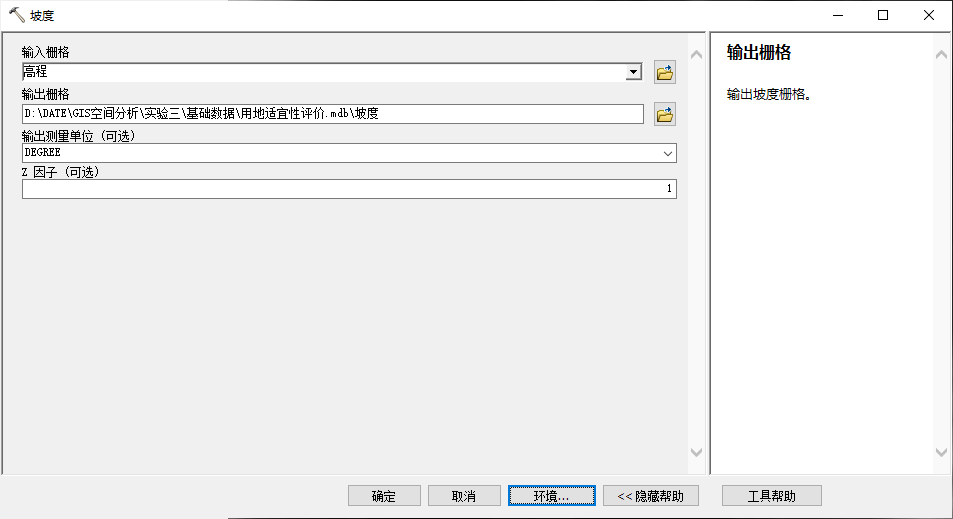 坡度
输入栅格
高程
输出栅格
D:\DATE\GIS空间分析\实验三\基础数据\用地适宜性评价.mdb\坡度
输出测量单位 (可选)
DEGREE
Z 因子 (可选)
1
输出栅格
输出坡度栅格。
确定
取消
环境...
<< 隐藏帮助
工具帮助